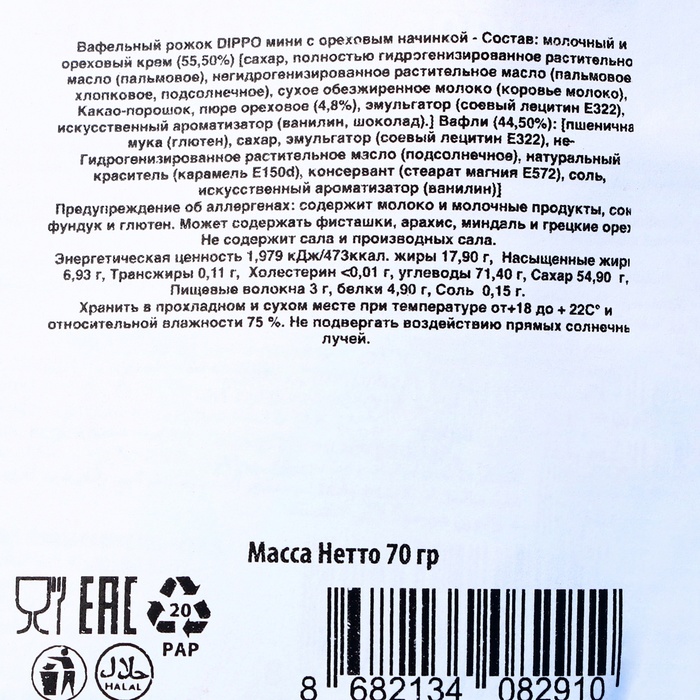 Вафельный рожок DIPPO мини с ореховым начинкой - Состав: молочный и
ореховый крем (55,50%) [сахар, полностью гидрогенизированное растительно
масло (пальмовое), негидрогенизированное растительное масло (пальмовое
хлопковое, подсолнечное), сухое обезжиренное молоко (коровье молоко),
Какао-порошок, пюре ореховое (4,8%), эмульгатор (соевый лецитин E322),
искусственный ароматизатор (ванилин, шоколад).] Вафли (44,50%): [пшенична
мука (глютен), сахар, эмульгатор (соевый лецитин E322), не-
Гидрогенизированное растительное масло (подсолнечное), натуральный
краситель (карамель E150d), консервант (стеарат магния E572), соль,
искусственный ароматизатор (ванилин)]
Предупреждение об аллергенах: содержит молоко и молочные продукты, сои
фундук и глютен. Может содержать фисташки, арахис, миндаль и грецкие оре
Не содержит сала и производных сала.
Энергетическая ценность 1,979 кДж/473ккал. жиры 17,90 г, Насыщенные жир
6,93 г, Трансжиры 0,11 г, Холестерин <0,01 г, углеводы 71,40 г, Сахар 54,90 г,
Пищевые волокна 3 г, белки 4,90 г, Соль 0,15 г.
Хранить в прохладном и сухом месте при температуре от+18 до + 22С° и
относительной влажности 75 %. Не подвергать воздействию прямых солнечнь
лучей.
Масса Нетто 70 гр
EAC
20
PAP
حلال
HALAL
8 682134 082910